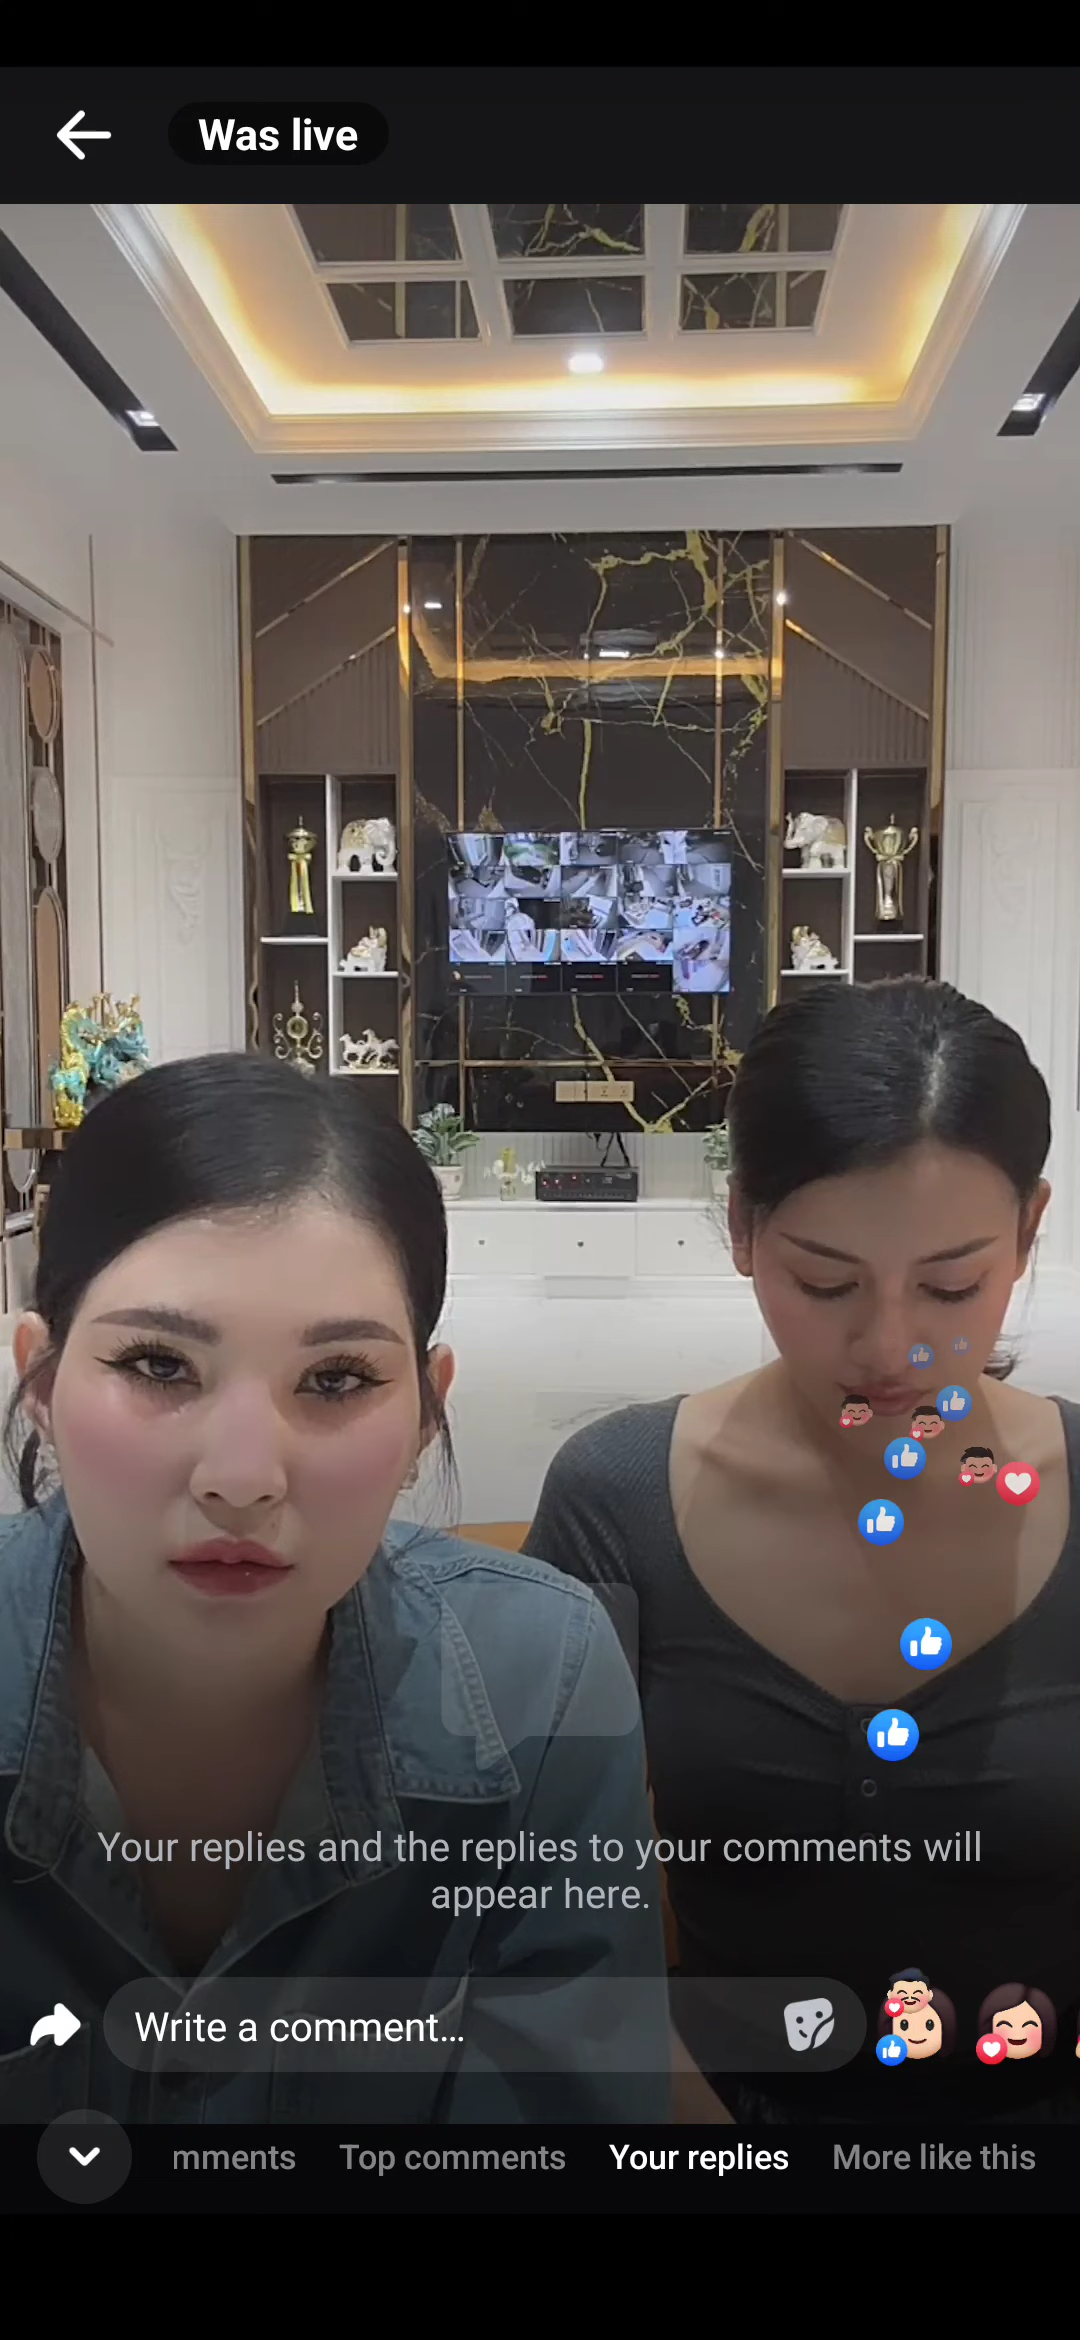 Was live
Your replies and the replies to your comments will
appear here.
Write a comment...
mments
Top comments
Your replies
More like this